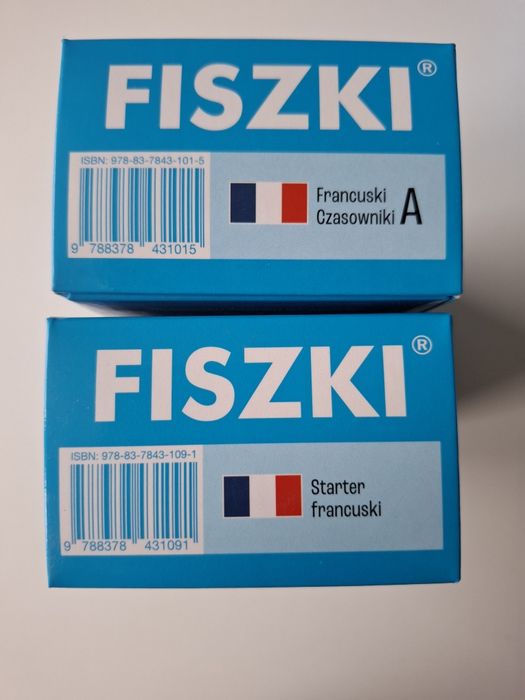 FISZKI®
ISBN: 978-83-7843-101-5
9 788378 431015
Francuski
Czasowniki A
FISZKI®
ISBN: 978-83-7843-109-1
9 788378 431091
Starter
francuski